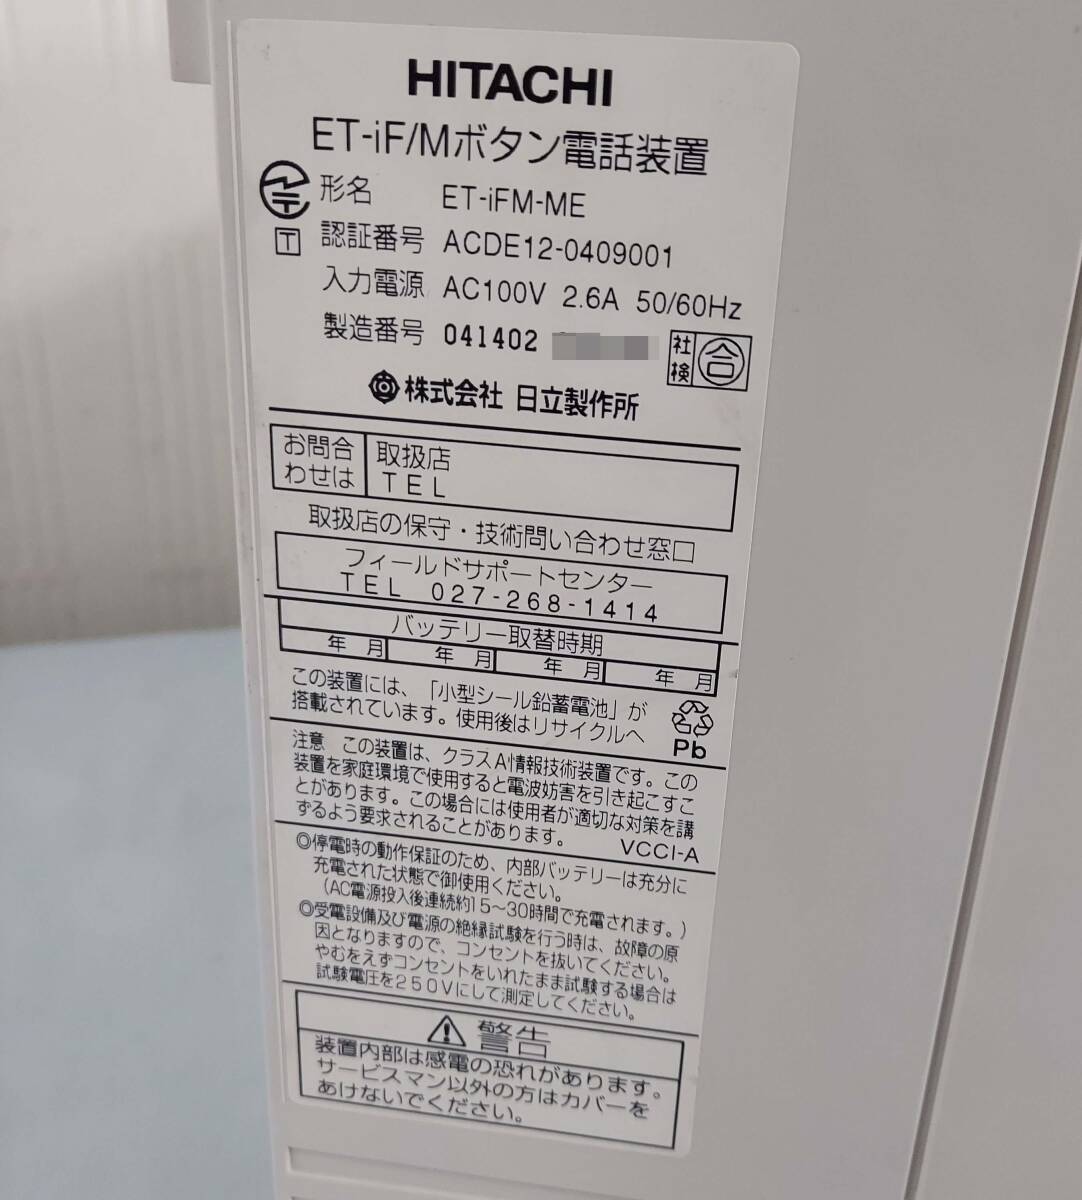 HITACHI
ET-iF/Mボタン電話装置
形名 ET-iFM-ME
T 認証番号 ACDE12-0409001
入力電源 AC100V 2.6A 50/60Hz
製造番号 041402
社検 合
株式会社 日立製作所
お問合わせは 取扱店
TEL
取扱店の保守・技術問い合わせ窓口
フィールドサポートセンター
TEL 027-268-1414
バッテリー取替時期
年 月 年 月 年 月 年 月
この装置には、「小型シール鉛蓄電池」が
搭載されています。使用後はリサイクルへ
Pb
注意 この装置は、クラスA情報技術装置です。この
装置を家庭環境で使用すると電波妨害を引き起こすこ
とがあります。この場合には使用者が適切な対策を講
ずるよう要求されることがあります。 VCCI-A
◎停電時の動作保証のため、内部バッテリーは充分に
充電された状態で御使用ください。
(AC電源投入後連続約15～30時間で充電されます。)
◎受電設備及び電源の絶縁試験を行う時は、故障の原
因となりますので、コンセントを抜いてください。
やむをえずコンセントをいれたまま試験する場合は
試験電圧を250Vにして測定してください。
警告
装置内部は感電の恐れがあります。
サービスマン以外の方はカバーを
あけないでください。